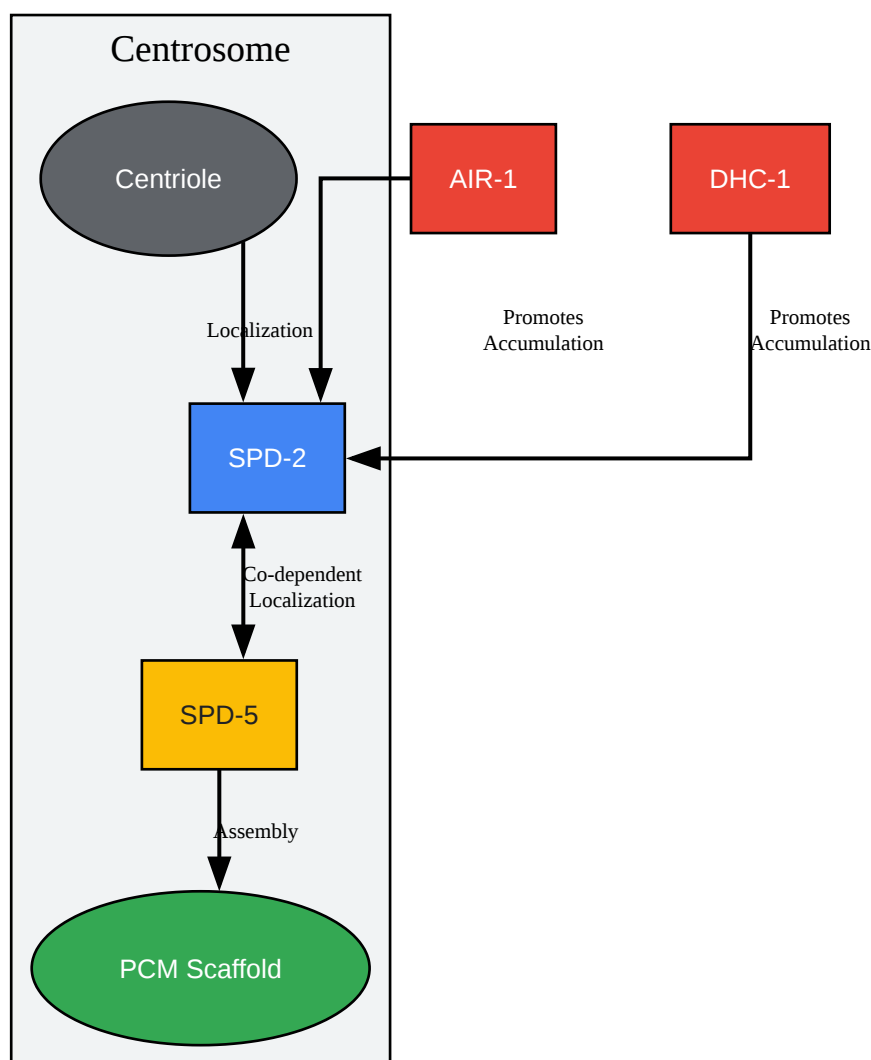 Centrosome
Centriole
AIR-1
DHC-1
Localization
Promotes
Accumulation
Promotes
Accumulation
SPD-2
Co-dependent
Localization
SPD-5
Assembly
PCM Scaffold